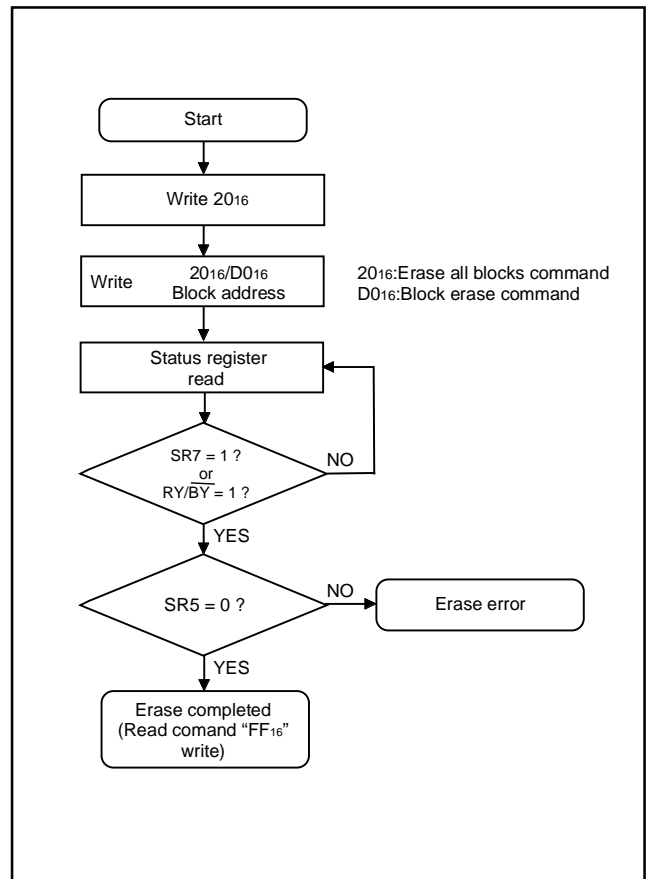 Start
Write 20₁₆
Write 20₁₆/D0₁₆
Block address
20₁₆:Erase all blocks command
D0₁₆:Block erase command
Status register
read
SR7 = 1 ?
or
RY/B̅Y̅ = 1 ?
NO
YES
SR5 = 0 ?
NO
Erase error
YES
Erase completed
(Read comand “FF₁₆”
write)